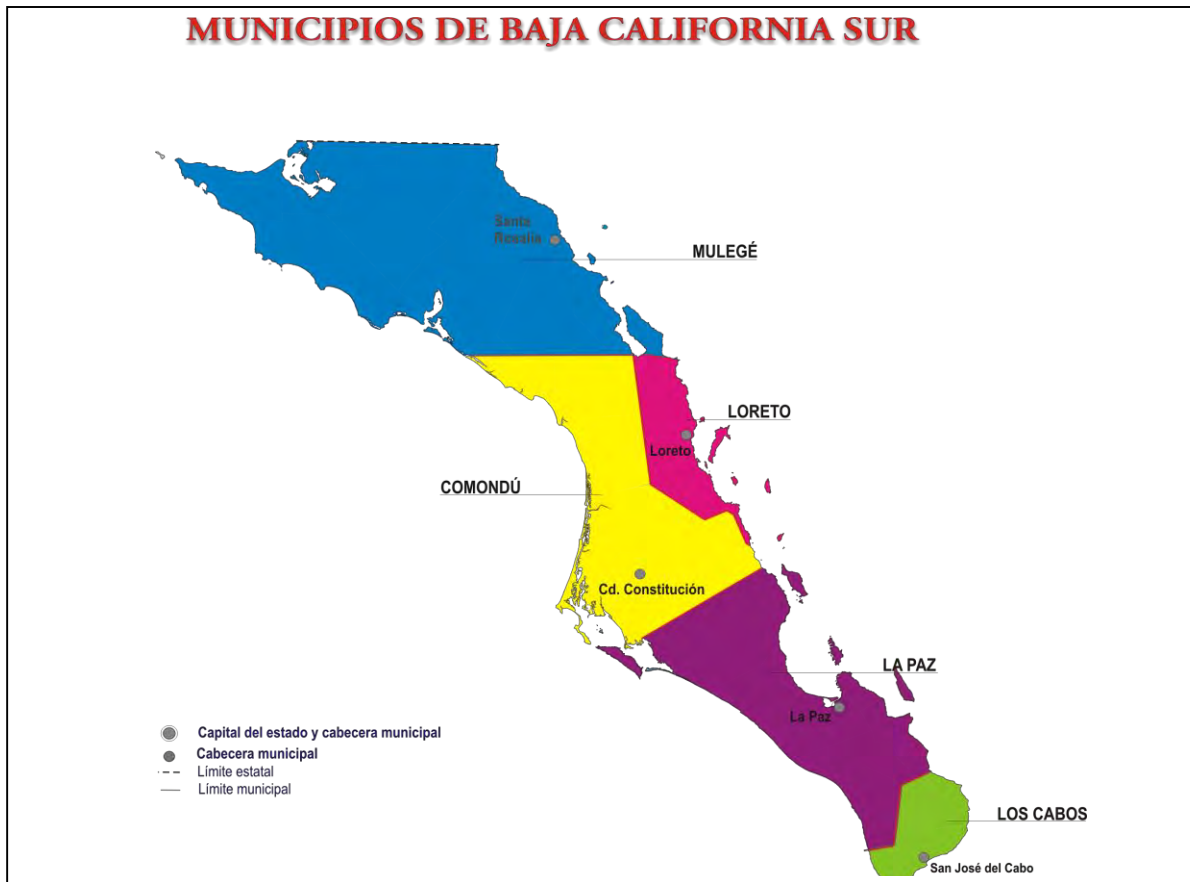 MUNICIPIOS DE BAJA CALIFORNIA SUR
Santa
Rosalia
MULEGÉ
LORETO
Loreto
COMONDÚ
Cd. Constitución
LA PAZ
La Paz
Capital del estado y cabecera municipal
Cabecera municipal
Límite estatal
Límite municipal
LOS CABOS
San José del Cabo